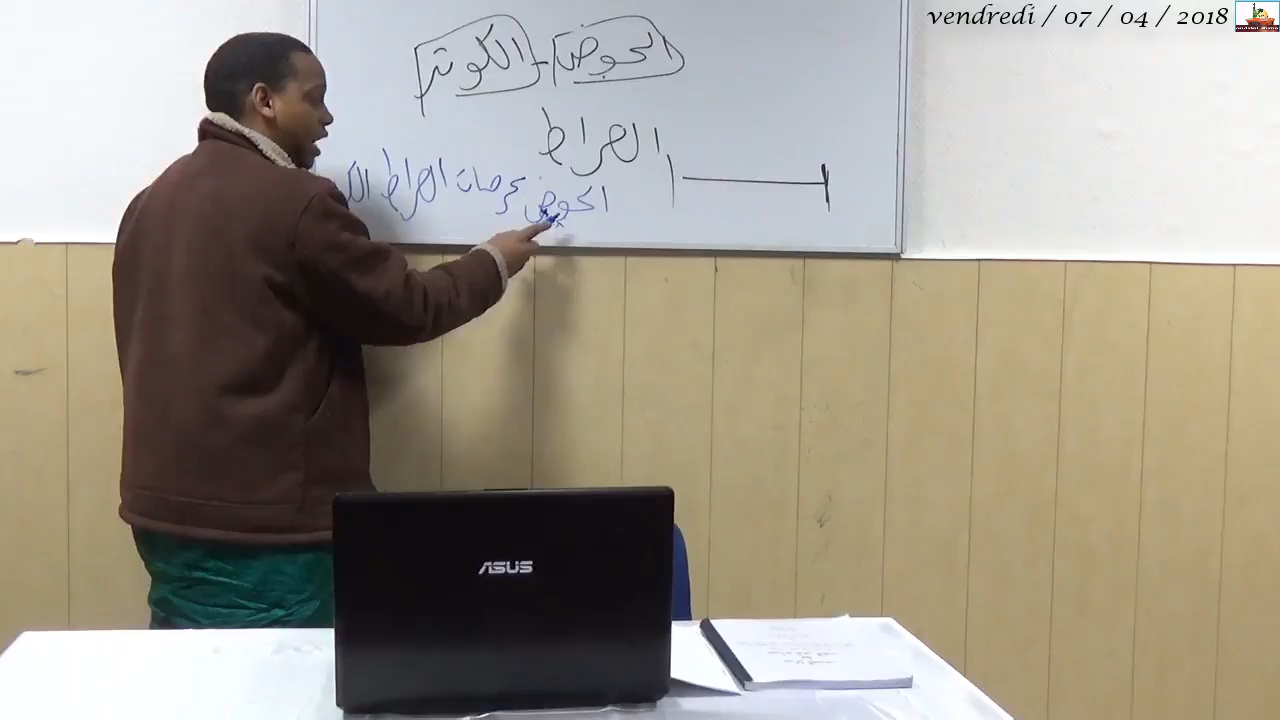 vendredi / 07 / 04 / 2018
الحوض - الكوثر
الصراط
الحوض عرصات الصراط
ASUS